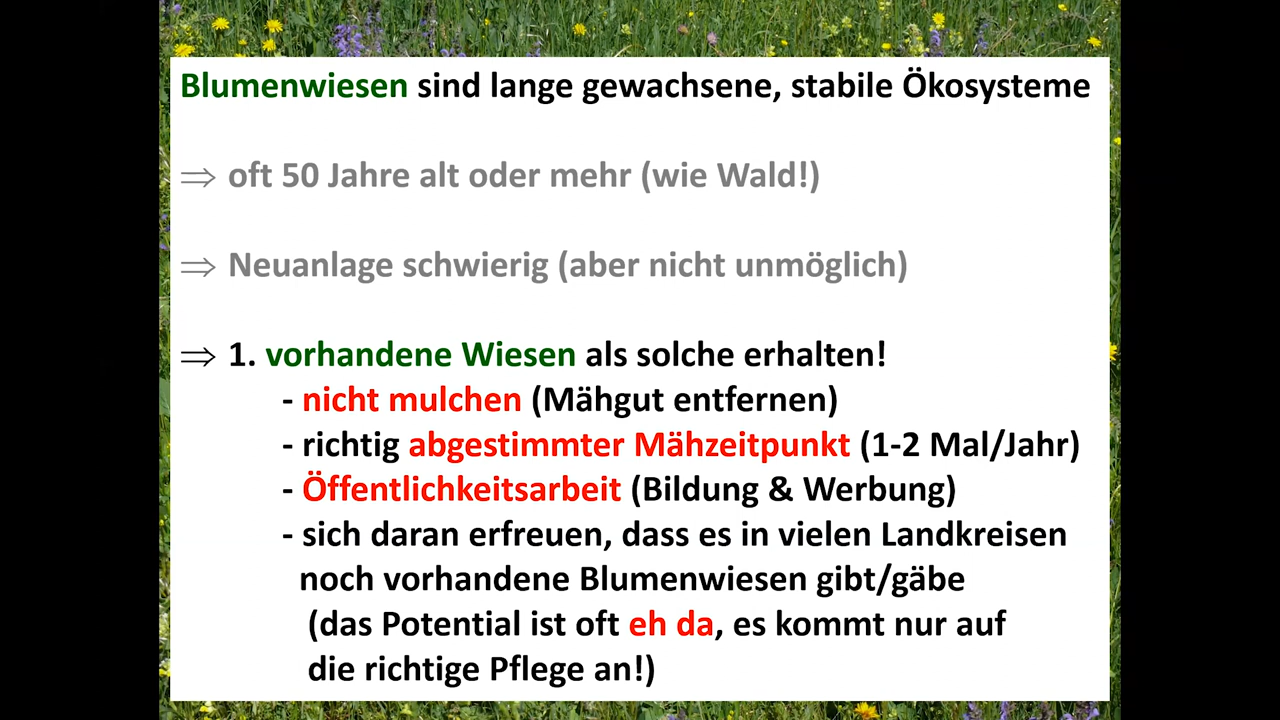 Blumenwiesen sind lange gewachsene, stabile Ökosysteme
⇒ oft 50 Jahre alt oder mehr (wie Wald!)
⇒ Neuanlage schwierig (aber nicht unmöglich)
⇒ 1. vorhandene Wiesen als solche erhalten!
- nicht mulchen (Mähgut entfernen)
- richtig abgestimmter Mähzeitpunkt (1-2 Mal/Jahr)
- Öffentlichkeitsarbeit (Bildung & Werbung)
- sich daran erfreuen, dass es in vielen Landkreisen
noch vorhandene Blumenwiesen gibt/gäbe
(das Potential ist oft eh da, es kommt nur auf
die richtige Pflege an!)